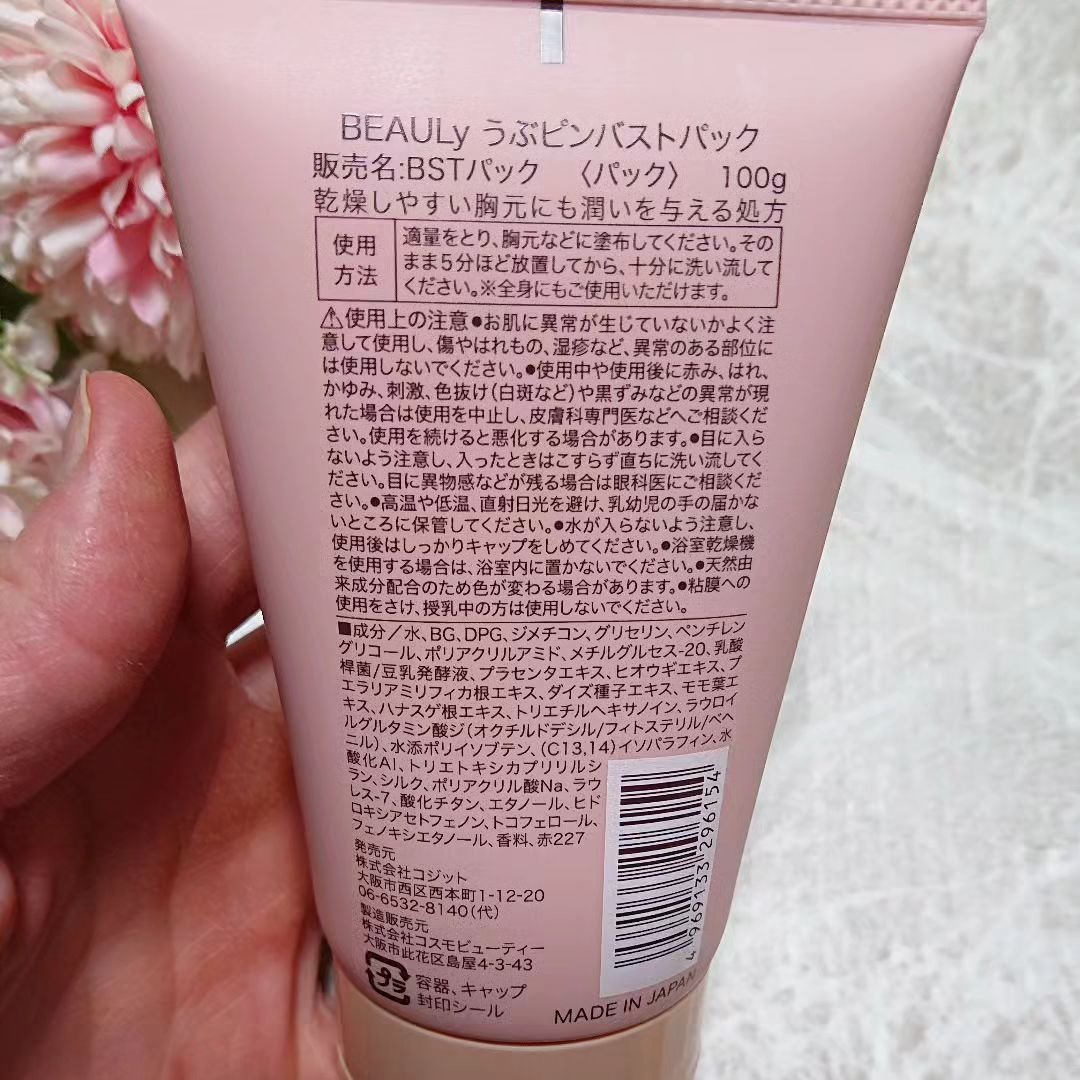 BEAULy うぶピンバストパック
販売名:BSTパック 〈パック〉 100g
乾燥しやすい胸元にも潤いを与える処方
使用
方法
適量をとり、胸元などに塗布してください。その
まま5分ほど放置してから、十分に洗い流して
ください。※全身にもご使用いただけます。
⚠使用上の注意●お肌に異常が生じていないかよく注
意して使用し、傷やはれもの、湿疹など、異常のある部位に
は使用しないでください。●使用中や使用後に赤み、はれ、
かゆみ、刺激、色抜け(白斑など)や黒ずみなどの異常が現
れた場合は使用を中止し、皮膚科専門医などへご相談くだ
さい。使用を続けると悪化する場合があります。●目に入ら
ないよう注意し、入ったときはこすらず直ちに洗い流してく
ださい。目に異物感などが残る場合は眼科医にご相談くださ
い。●高温や低温、直射日光を避け、乳幼児の手の届かな
いところに保管してください。●水が入らないよう注意し、
使用後はしっかりキャップをしめてください。●浴室乾燥機
を使用する場合は、浴室内に置かないでください。●天然由
来成分配合のため色が変わる場合があります。●粘膜への
使用をさけ、授乳中の方は使用しないでください。
■成分/水、BG、DPG、ジメチコン、グリセリン、ペンチレン
グリコール、ポリアクリルアミド、メチルグルセス-20、乳酸
桿菌/豆乳発酵液、プラセンタエキス、ヒオウギエキス、プ
エラリアミリフィカ根エキス、ダイズ種子エキス、モモ葉エ
キス、ハナスゲ根エキス、トリエチルヘキサノイン、ラウロイ
ルグルタミン酸ジ(オクチルドデシル/フィトステリル/ベヘ
ニル)、水添ポリイソブテン、(C13,14)イソパラフィン、水
酸化Al、トリエトキシカプリリルシ
ラン、シルク、ポリアクリル酸Na、ラウ
レス-7、酸化チタン、エタノール、ヒド
ロキシアセトフェノン、トコフェロール、
フェノキシエタノール、香料、赤227
発売元
株式会社コジット
大阪市西区西本町1-12-20
06-6532-8140(代)
製造販売元
株式会社コスモビューティー
大阪市此花区島屋4-3-43
プラ
容器、キャップ
封印シール
4 969133 296154
MADE IN JAPAN